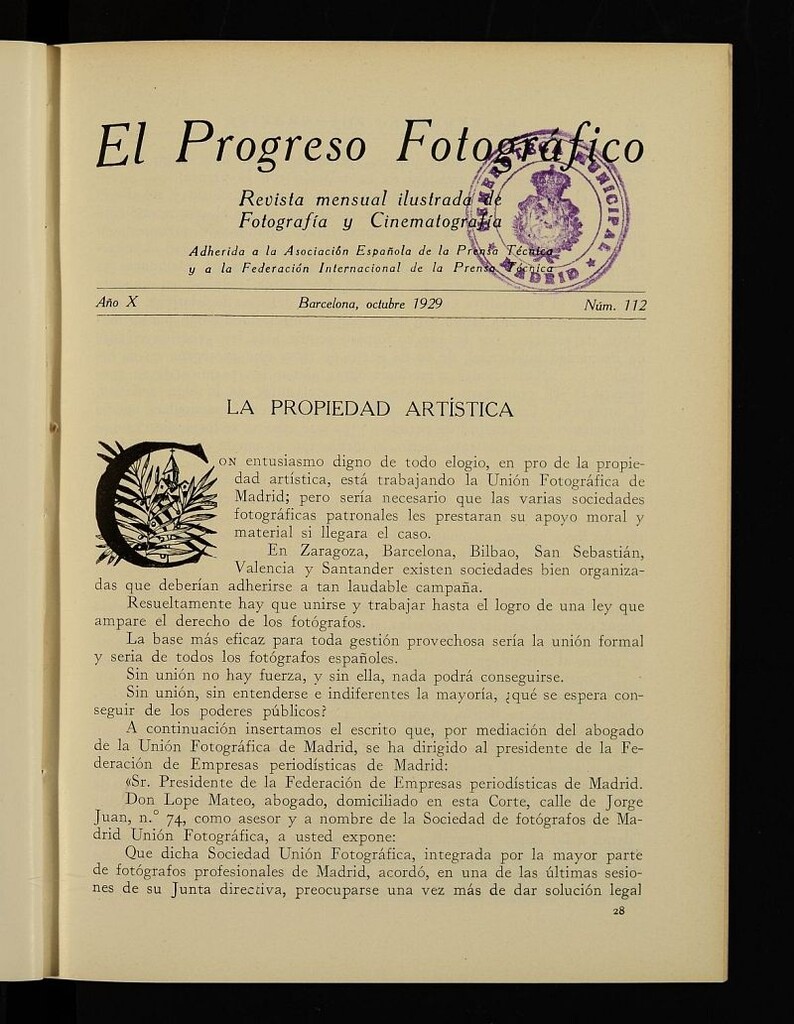 El Progreso Fotográfico
Revista mensual ilustrada de
Fotografía y Cinematografía
Adherida a la Asociación Española de la Prensa Técnica
y a la Federación Internacional de la Prensa Técnica
HEMEROTECA MUNICIPAL
★ MADRID ★
Año X Barcelona, octubre 1929 Núm. 112
LA PROPIEDAD ARTÍSTICA
CON entusiasmo digno de todo elogio, en pro de la propie-
dad artística, está trabajando la Unión Fotográfica de
Madrid; pero sería necesario que las varias sociedades
fotográficas patronales les prestaran su apoyo moral y
material si llegara el caso.
En Zaragoza, Barcelona, Bilbao, San Sebastián,
Valencia y Santander existen sociedades bien organiza-
das que deberían adherirse a tan laudable campaña.
Resueltamente hay que unirse y trabajar hasta el logro de una ley que
ampare el derecho de los fotógrafos.
La base más eficaz para toda gestión provechosa sería la unión formal
y seria de todos los fotógrafos españoles.
Sin unión no hay fuerza, y sin ella, nada podrá conseguirse.
Sin unión, sin entenderse e indiferentes la mayoría, ¿qué se espera con-
seguir de los poderes públicos?
A continuación insertamos el escrito que, por mediación del abogado
de la Unión Fotográfica de Madrid, se ha dirigido al presidente de la Fe-
deración de Empresas periodísticas de Madrid:
«Sr. Presidente de la Federación de Empresas periodísticas de Madrid.
Don Lope Mateo, abogado, domiciliado en esta Corte, calle de Jorge
Juan, n.° 74, como asesor y a nombre de la Sociedad de fotógrafos de Ma-
drid Unión Fotográfica, a usted expone:
Que dicha Sociedad Unión Fotográfica, integrada por la mayor parte
de fotógrafos profesionales de Madrid, acordó, en una de las últimas sesio-
nes de su Junta directiva, preocuparse una vez más de dar solución legal
28